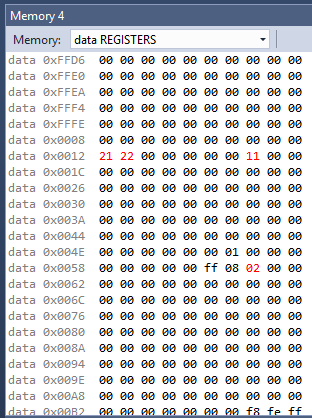 Memory 4
Memory: data REGISTERS
data 0xFFD6 00 00 00 00 00 00 00 00 00 00
data 0xFFE0 00 00 00 00 00 00 00 00 00 00
data 0xFFEA 00 00 00 00 00 00 00 00 00 00
data 0xFFF4 00 00 00 00 00 00 00 00 00 00
data 0xFFFE 00 00 00 00 00 00 00 00 00 00
data 0x0008 00 00 00 00 00 00 00 00 00 00
data 0x0012 21 22 00 00 00 00 00 11 00 00
data 0x001C 00 00 00 00 00 00 00 00 00 00
data 0x0026 00 00 00 00 00 00 00 00 00 00
data 0x0030 00 00 00 00 00 00 00 00 00 00
data 0x003A 00 00 00 00 00 00 00 00 00 00
data 0x0044 00 00 00 00 00 00 00 00 00 00
data 0x004E 00 00 00 00 00 00 01 00 00 00
data 0x0058 00 00 00 00 00 ff 08 02 00 00
data 0x0062 00 00 00 00 00 00 00 00 00 00
data 0x006C 00 00 00 00 00 00 00 00 00 00
data 0x0076 00 00 00 00 00 00 00 00 00 00
data 0x0080 00 00 00 00 00 00 00 00 00 00
data 0x008A 00 00 00 00 00 00 00 00 00 00
data 0x0094 00 00 00 00 00 00 00 00 00 00
data 0x009E 00 00 00 00 00 00 00 00 00 00
data 0x00A8 00 00 00 00 00 00 00 00 00 00
data 0x00B2 00 00 00 00 00 00 00 f8 fe ff